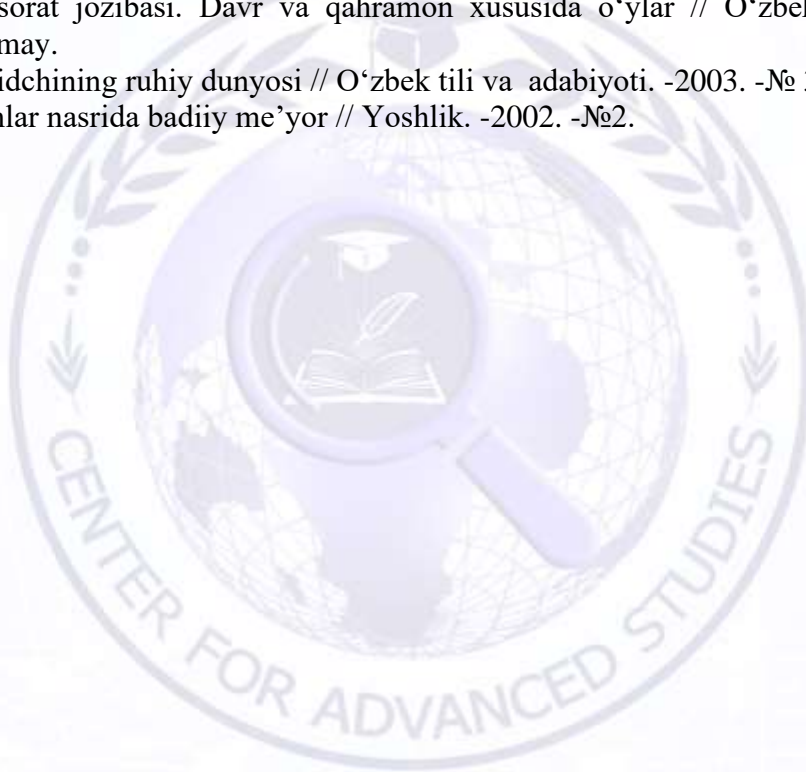 sorat jozibasi. Davr va qahramon xususida o‘ylar // O‘zbek
may.
idchining ruhiy dunyosi // O‘zbek tili va adabiyoti. -2003. -№
lar nasrida badiiy me’yor // Yoshlik. -2002. -№2.
CENTER FOR ADVANCED STUDIES